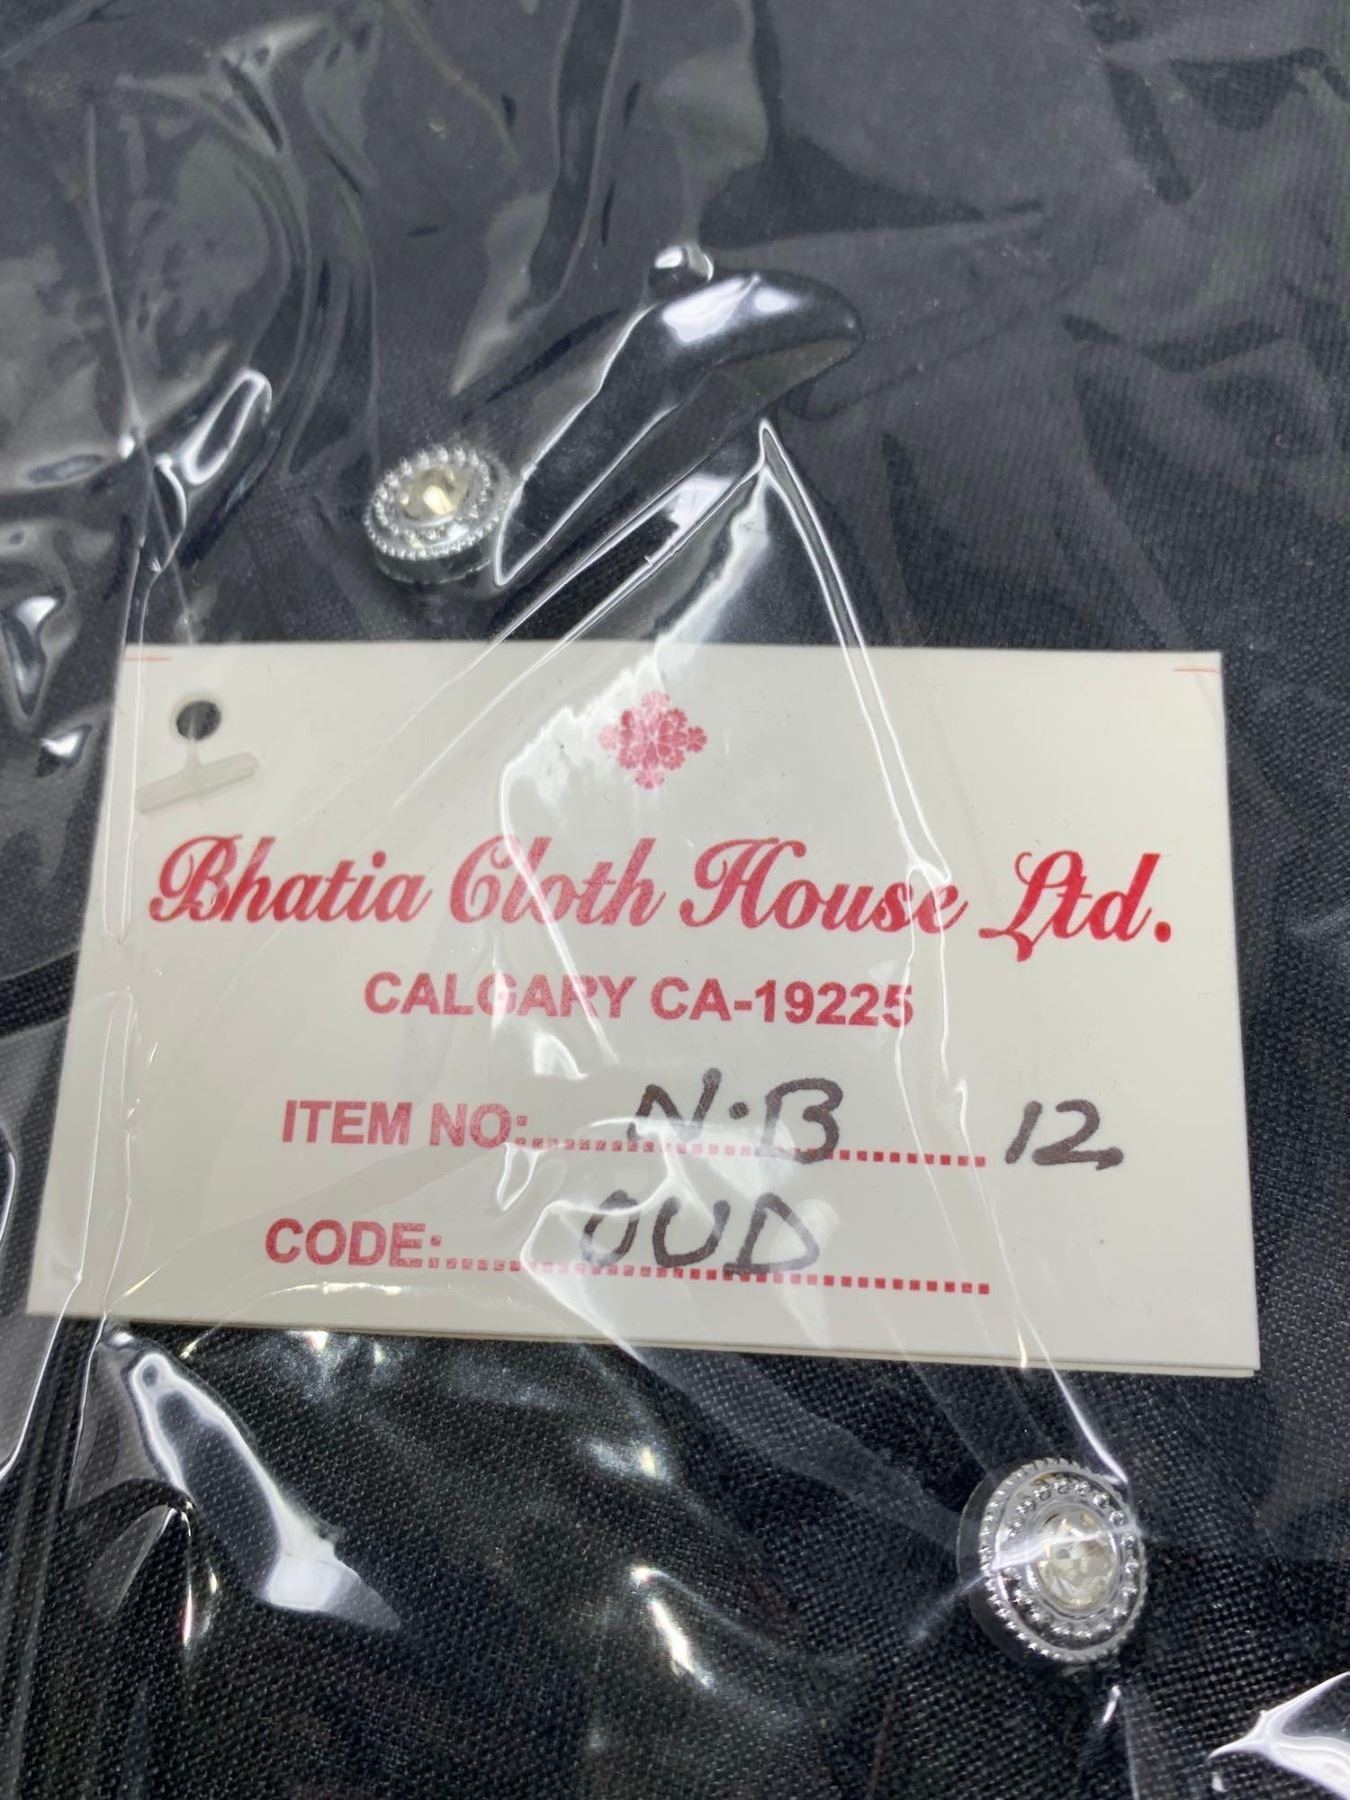 Bhatia Cloth House Ltd.
CALGARY CA-19225
ITEM NO: N.B 12
CODE: OUD